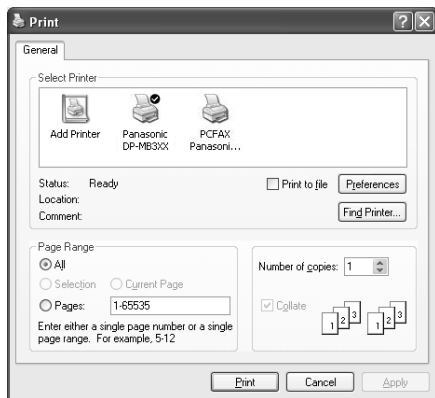 Print
General
Select Printer
Add Printer
Panasonic
DP-MB3XX
PCFAX
Panasoni...
Status: Ready
Location:
Comment:
Print to file
Preferences
Find Printer...
Page Range
All
Selection
Current Page
Pages: 1-65535
Enter either a single page number or a single
page range. For example, 5-12
Number of copies: 1
Collate
1 2 3 1 2 3
Print
Cancel
Apply